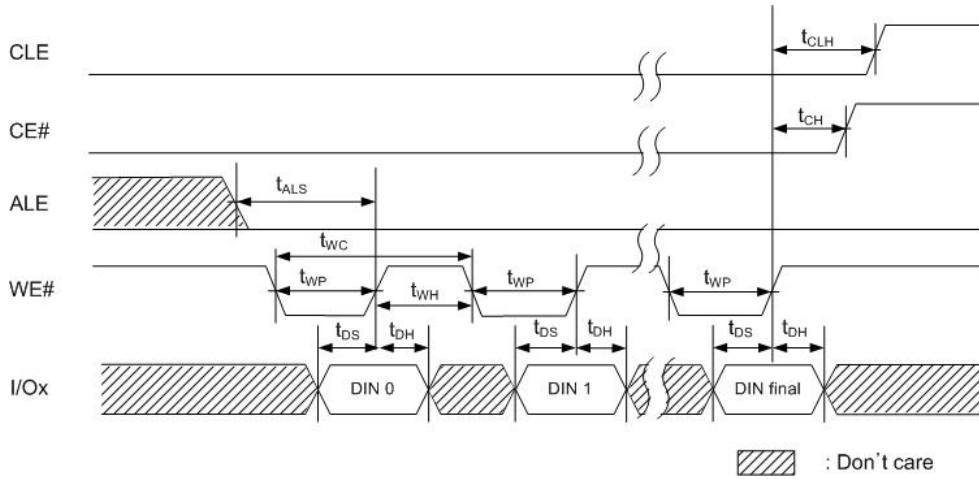 CLE
tCLH
CE#
tCH
ALE
tALS
tWC
WE#
tWP
tWH
tWP
tWP
tDS
tDH
tDS
tDH
tDS
tDH
I/Ox
DIN 0
DIN 1
DIN final
: Don't care